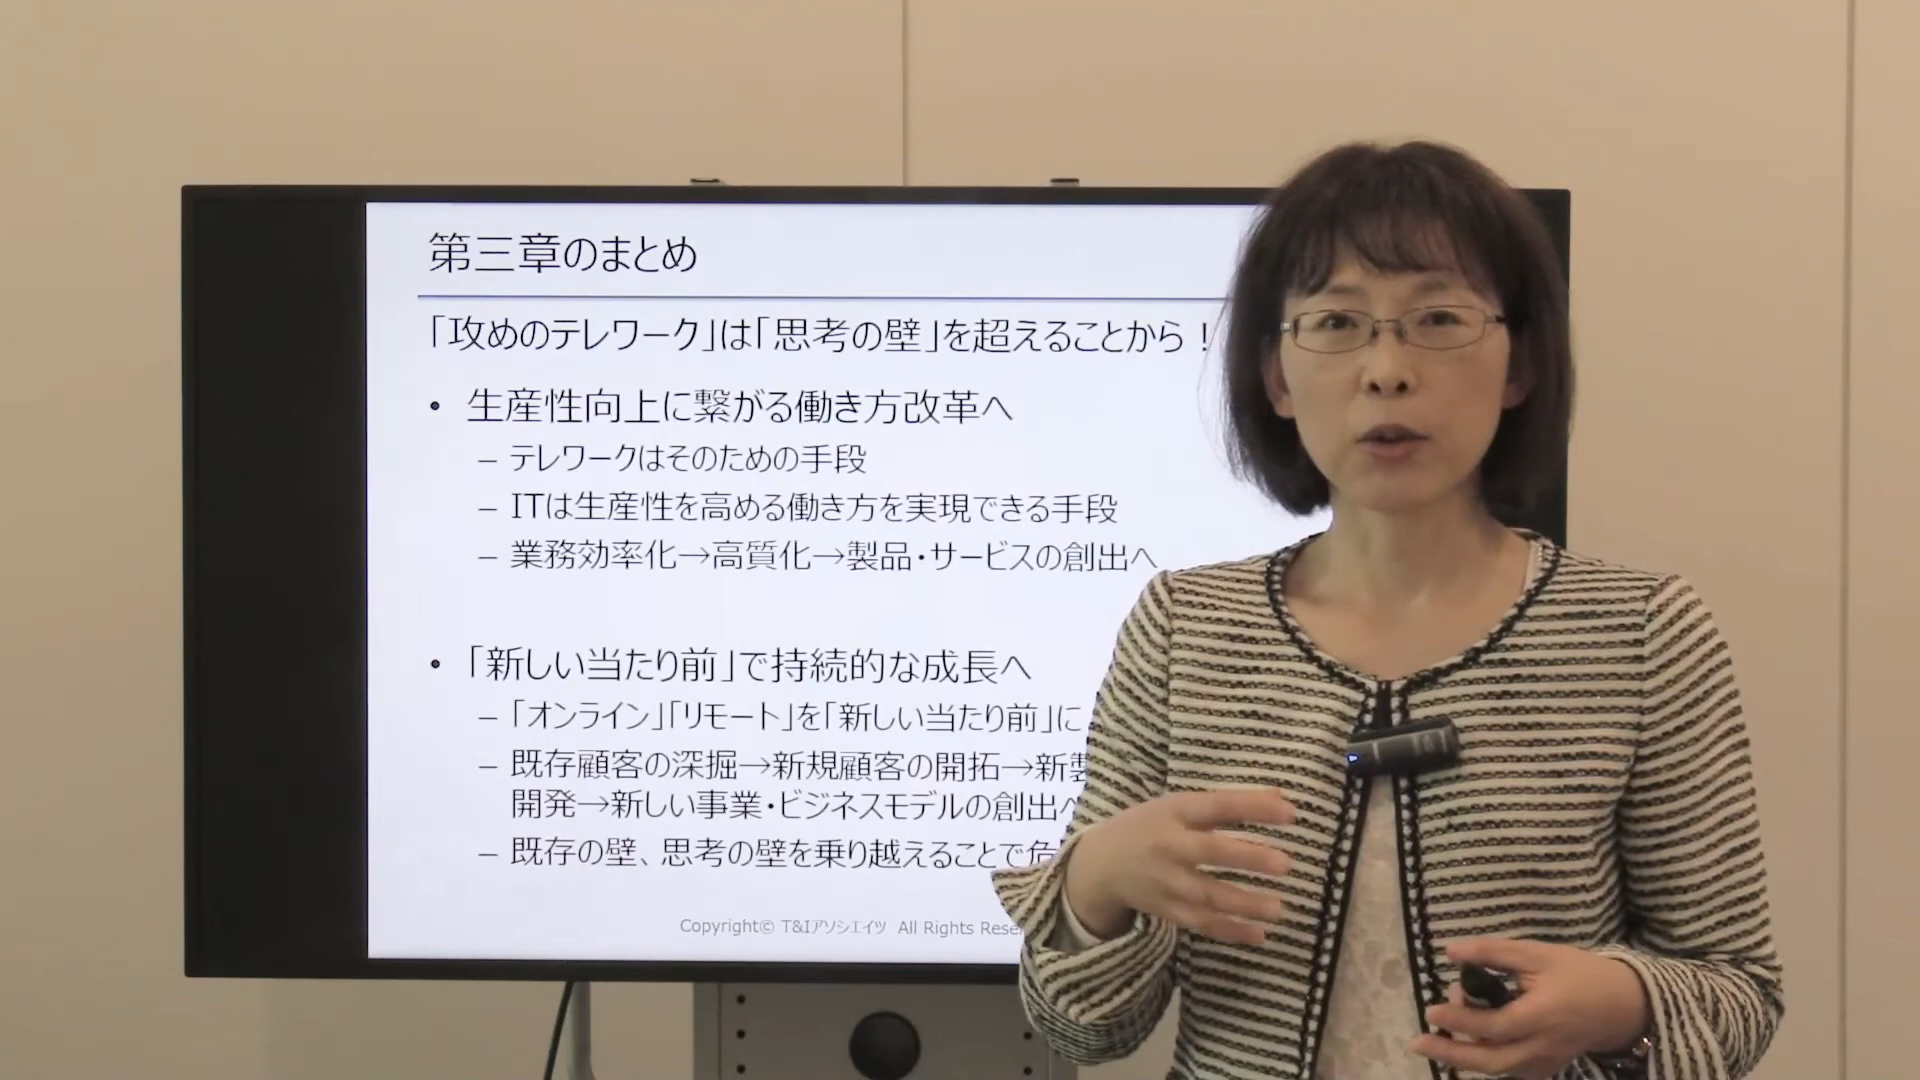 第三章のまとめ
「攻めのテレワーク」は「思考の壁」を超えることから！
• 生産性向上に繋がる働き方改革へ
– テレワークはそのための手段
– ITは生産性を高める働き方を実現できる手段
– 業務効率化→高質化→製品・サービスの創出へ
• 「新しい当たり前」で持続的な成長へ
– 「オンライン」「リモート」を「新しい当たり前」に
– 既存顧客の深掘→新規顧客の開拓→新
開発→新しい事業・ビジネスモデルの創出へ
– 既存の壁、思考の壁を乗り越えることで危
Copyright© T&Iアソシエイツ All Rights